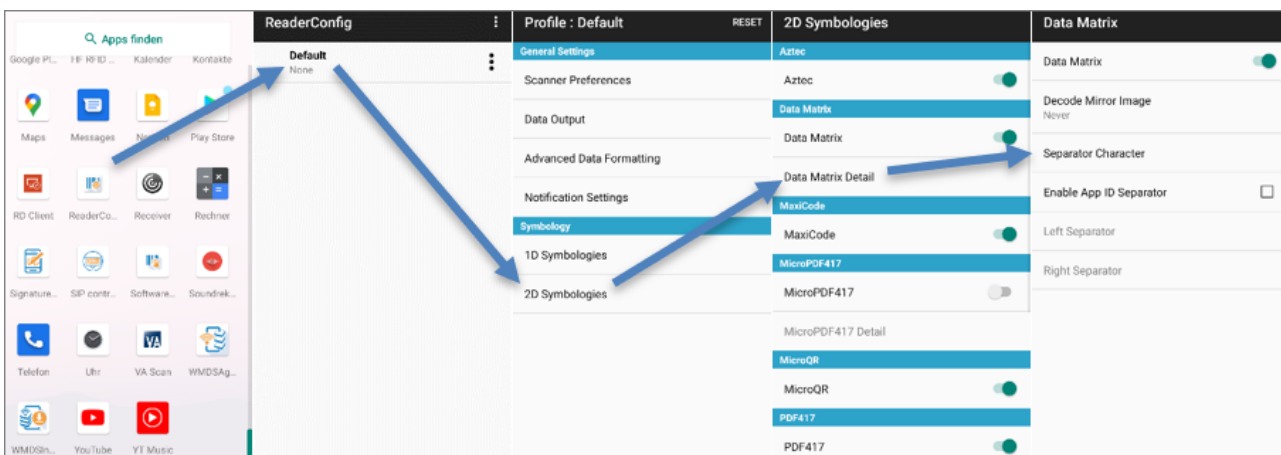 Apps finden
Google Pl... HF RFID ... Kalender Kontakte
Maps Messages Play Store
RD Client ReaderCo... Receiver Rechner
Signature... SIP contr... Software... Soundrek...
Telefon Uhr VA Scan WMDSAg...
WMDSIn... YouTube YT Music
ReaderConfig
Default
None
Profile : Default RESET
General Settings
Scanner Preferences
Data Output
Advanced Data Formatting
Notification Settings
Symbology
1D Symbologies
2D Symbologies
2D Symbologies
Aztec
Aztec
Data Matrix
Data Matrix
Data Matrix Detail
MaxiCode
MaxiCode
MicroPDF417
MicroPDF417
MicroPDF417 Detail
MicroQR
MicroQR
PDF417
PDF417
Data Matrix
Data Matrix
Decode Mirror Image
Never
Separator Character
Enable App ID Separator
Left Separator
Right Separator